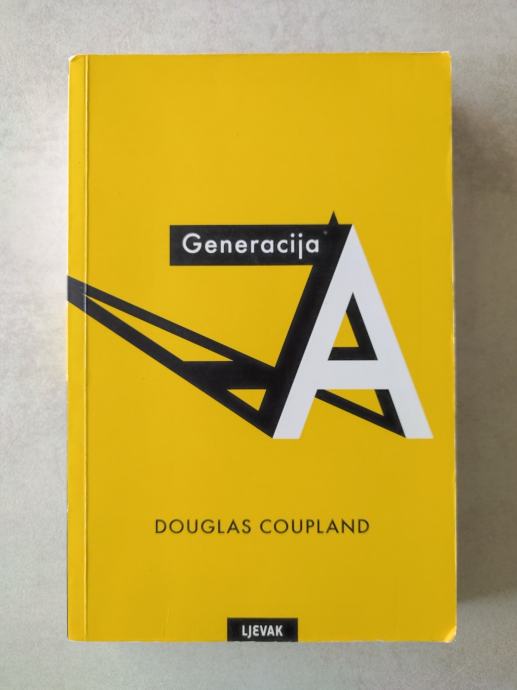 Generacija
A
DOUGLAS COUPLAND
LJEVAK